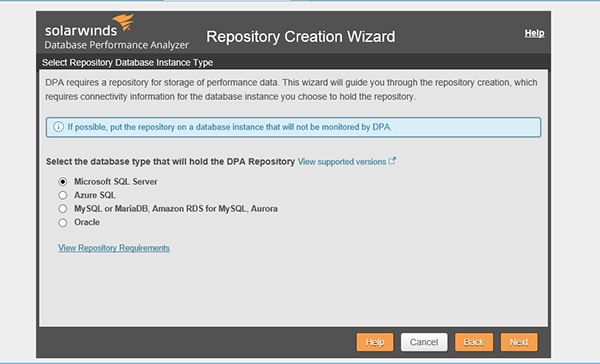 solarwinds
Database Performance Analyzer
Repository Creation Wizard
Help
Select Repository Database Instance Type
DPA requires a repository for storage of performance data. This wizard will guide you through the repository creation, which
requires connectivity information for the database instance you choose to hold the repository.
If possible, put the repository on a database instance that will not be monitored by DPA.
Select the database type that will hold the DPA Repository View supported versions
Microsoft SQL Server
Azure SQL
MySQL or MariaDB, Amazon RDS for MySQL, Aurora
Oracle
View Repository Requirements
Help Cancel Back Next